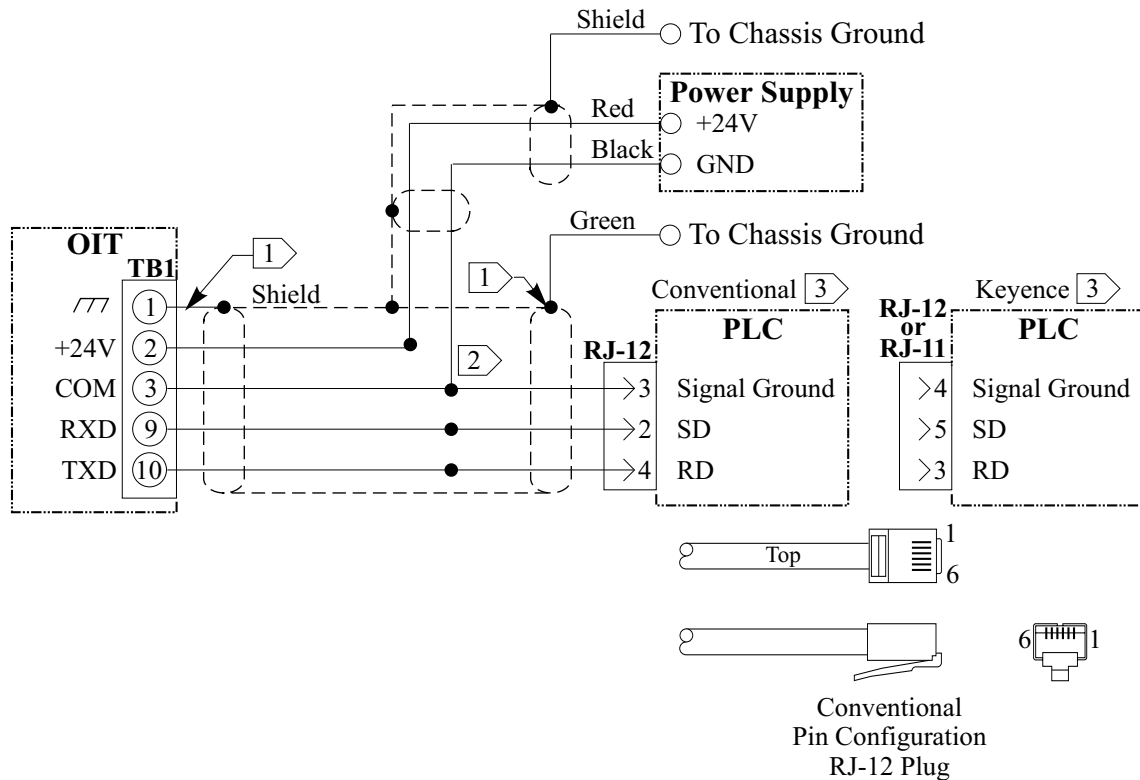 Shield
To Chassis Ground
Power Supply
Red
+24V
Black
GND
Green
To Chassis Ground
OIT
TB1
1
1
Shield
1
+24V
2
COM
3
RXD
9
TXD
10
2
Conventional 3
PLC
RJ-12
3 Signal Ground
2 SD
4 RD
Keyence 3
RJ-12
or
RJ-11
PLC
4 Signal Ground
5 SD
3 RD
Top
1
6
6
1
Conventional
Pin Configuration
RJ-12 Plug